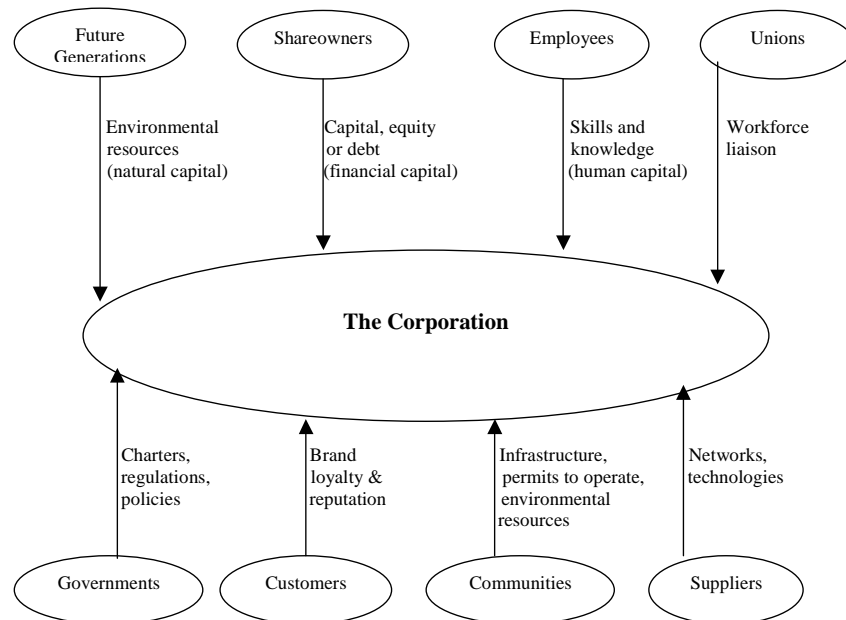 Future
Generations
Shareowners
Employees
Unions
Environmental
resources
(natural capital)
Capital, equity
or debt
(financial capital)
Skills and
knowledge
(human capital)
Workforce
liaison
The Corporation
Charters,
regulations,
policies
Brand
loyalty &
reputation
Infrastructure,
permits to operate,
environmental
resources
Networks,
technologies
Governments
Customers
Communities
Suppliers